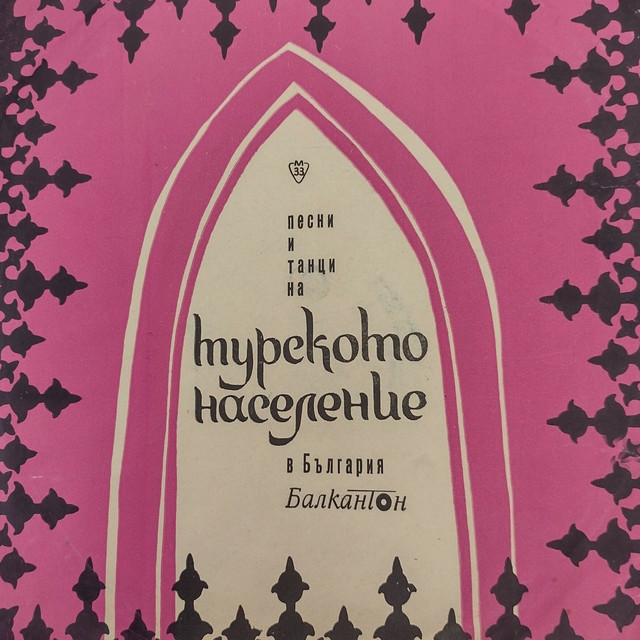 М
33
песни
и
танци
на
турското
население
в България
Балкантон